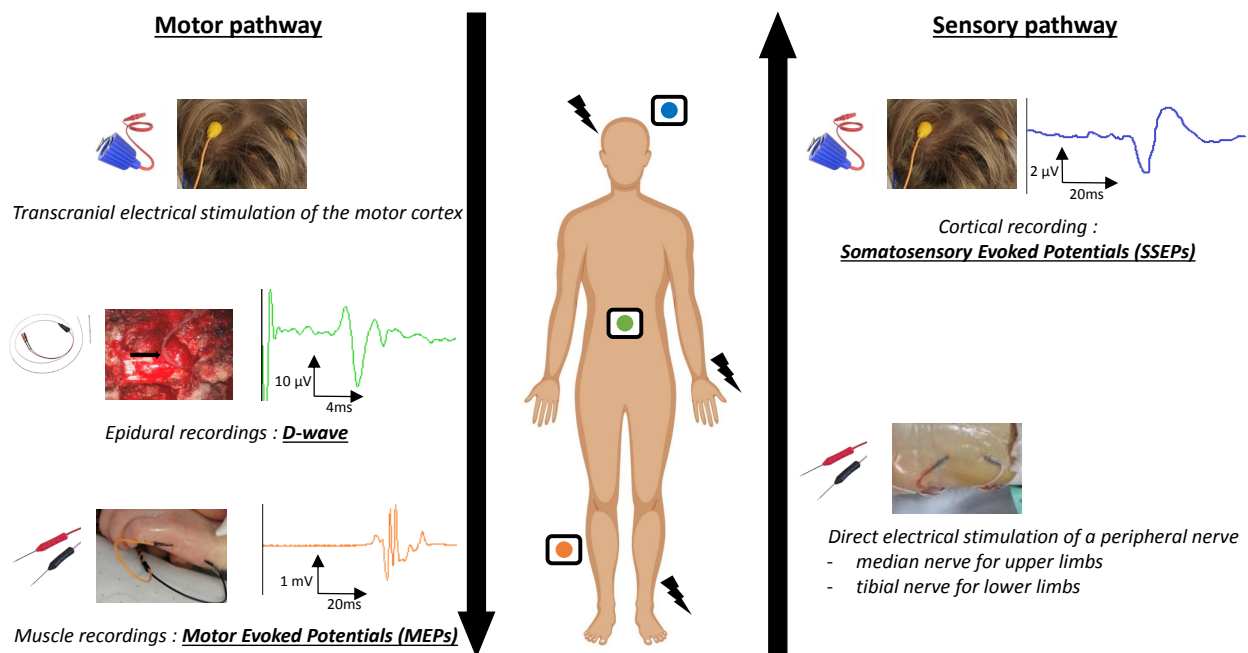 Motor pathway
Transcranial electrical stimulation of the motor cortex
10 µV
4ms
Epidural recordings : D-wave
1 mV
20ms
Muscle recordings : Motor Evoked Potentials (MEPs)
Sensory pathway
2 µV
20ms
Cortical recording :
Somatosensory Evoked Potentials (SSEPs)
Direct electrical stimulation of a peripheral nerve
- median nerve for upper limbs
- tibial nerve for lower limbs